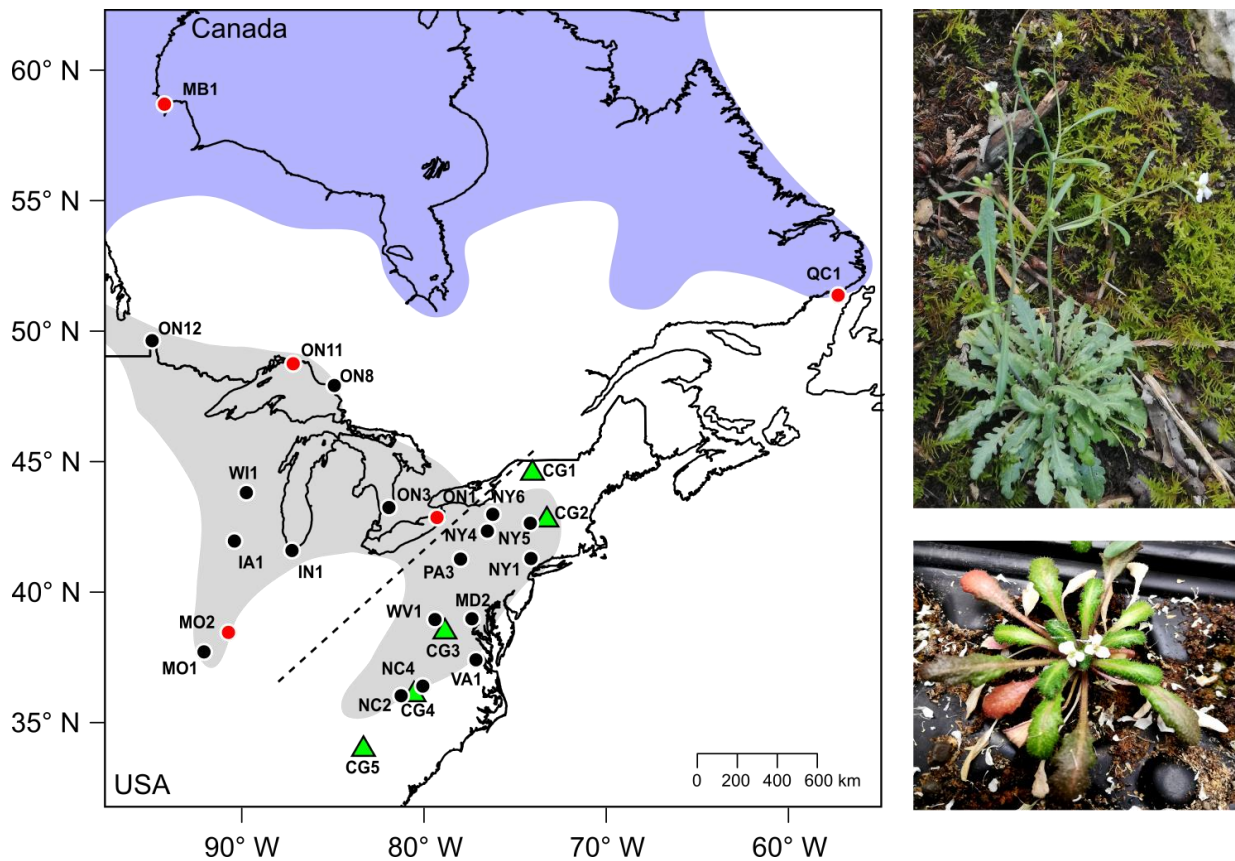 Canada
60° N
MB1
55° N
QC1
50° N
ON12
ON11
ON8
45° N
CG1
WI1
ON3
ON1
NY6
CG2
NY4
NY5
IA1
IN1
PA3
NY1
40° N
WV1
MD2
MO2
CG3
MO1
NC4
VA1
NC2
CG4
35° N
CG5
0 200 400 600 km
USA
90° W 80° W 70° W 60° W